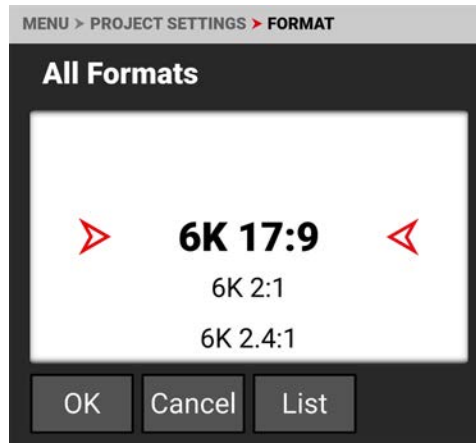 MENU > PROJECT SETTINGS > FORMAT
All Formats
6K 17:9
6K 2:1
6K 2.4:1
OK Cancel List